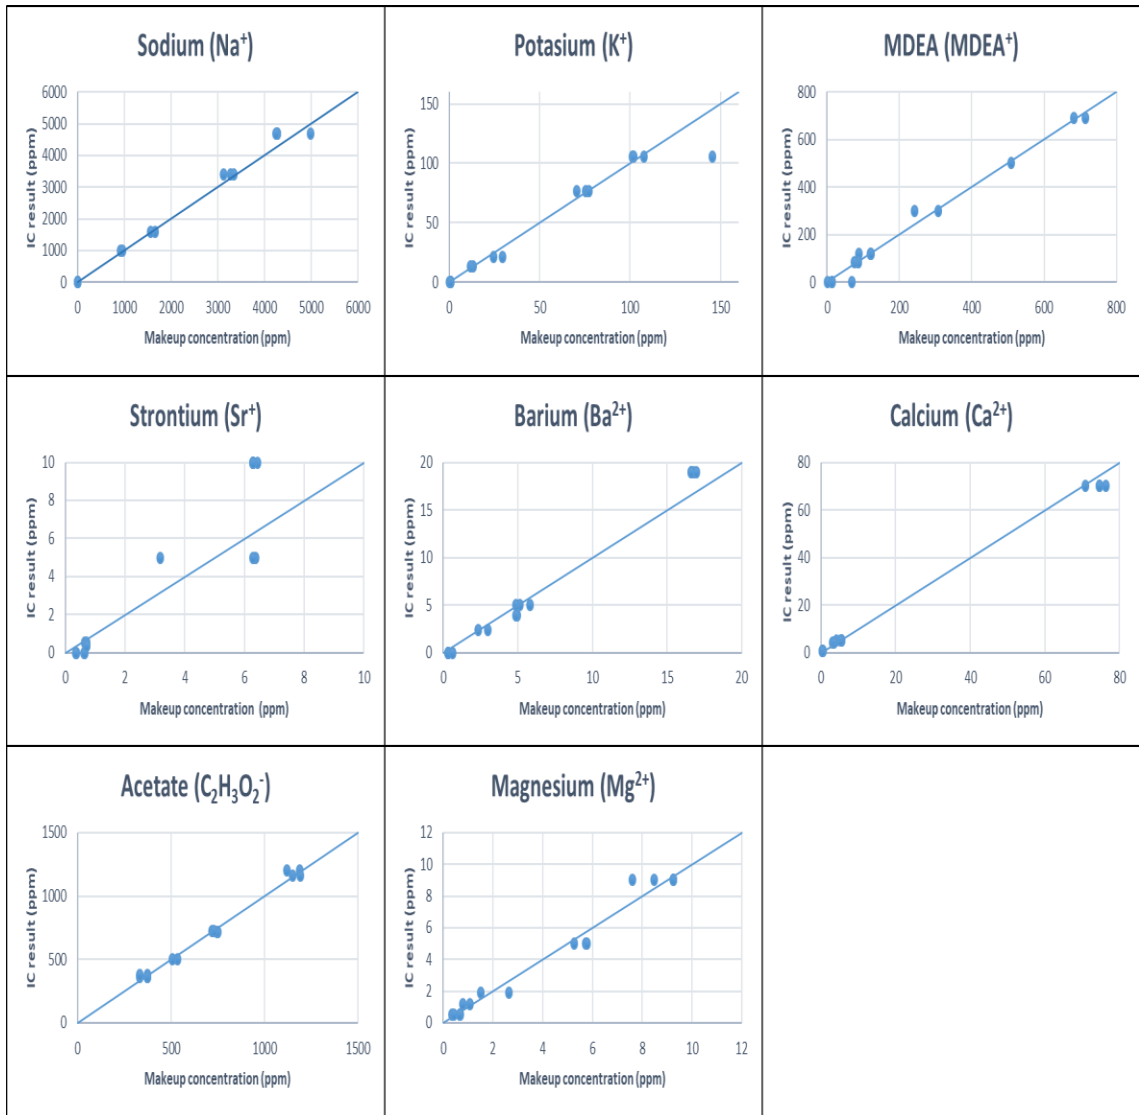 Sodium (Na⁺)
IC result (ppm)
6000
5000
4000
3000
2000
1000
0
0 1000 2000 3000 4000 5000 6000
Makeup concentration (ppm)
Potasium (K⁺)
IC result (ppm)
150
100
50
0
0 50 100 150
Makeup concentration (ppm)
MDEA (MDEA⁺)
IC result (ppm)
800
600
400
200
0
0 200 400 600 800
Makeup concentration (ppm)
Strontium (Sr⁺)
IC result (ppm)
10
8
6
4
2
0
0 2 4 6 8 10
Makeup concentration (ppm)
Barium (Ba²⁺)
IC result (ppm)
20
15
10
5
0
0 5 10 15 20
Makeup concentration (ppm)
Calcium (Ca²⁺)
IC result (ppm)
80
60
40
20
0
0 20 40 60 80
Makeup concentration (ppm)
Acetate (C₂H₃O₂⁻)
IC result (ppm)
1500
1000
500
0
0 500 1000 1500
Makeup concentration (ppm)
Magnesium (Mg²⁺)
IC result (ppm)
12
10
8
6
4
2
0
0 2 4 6 8 10 12
Makeup concentration (ppm)